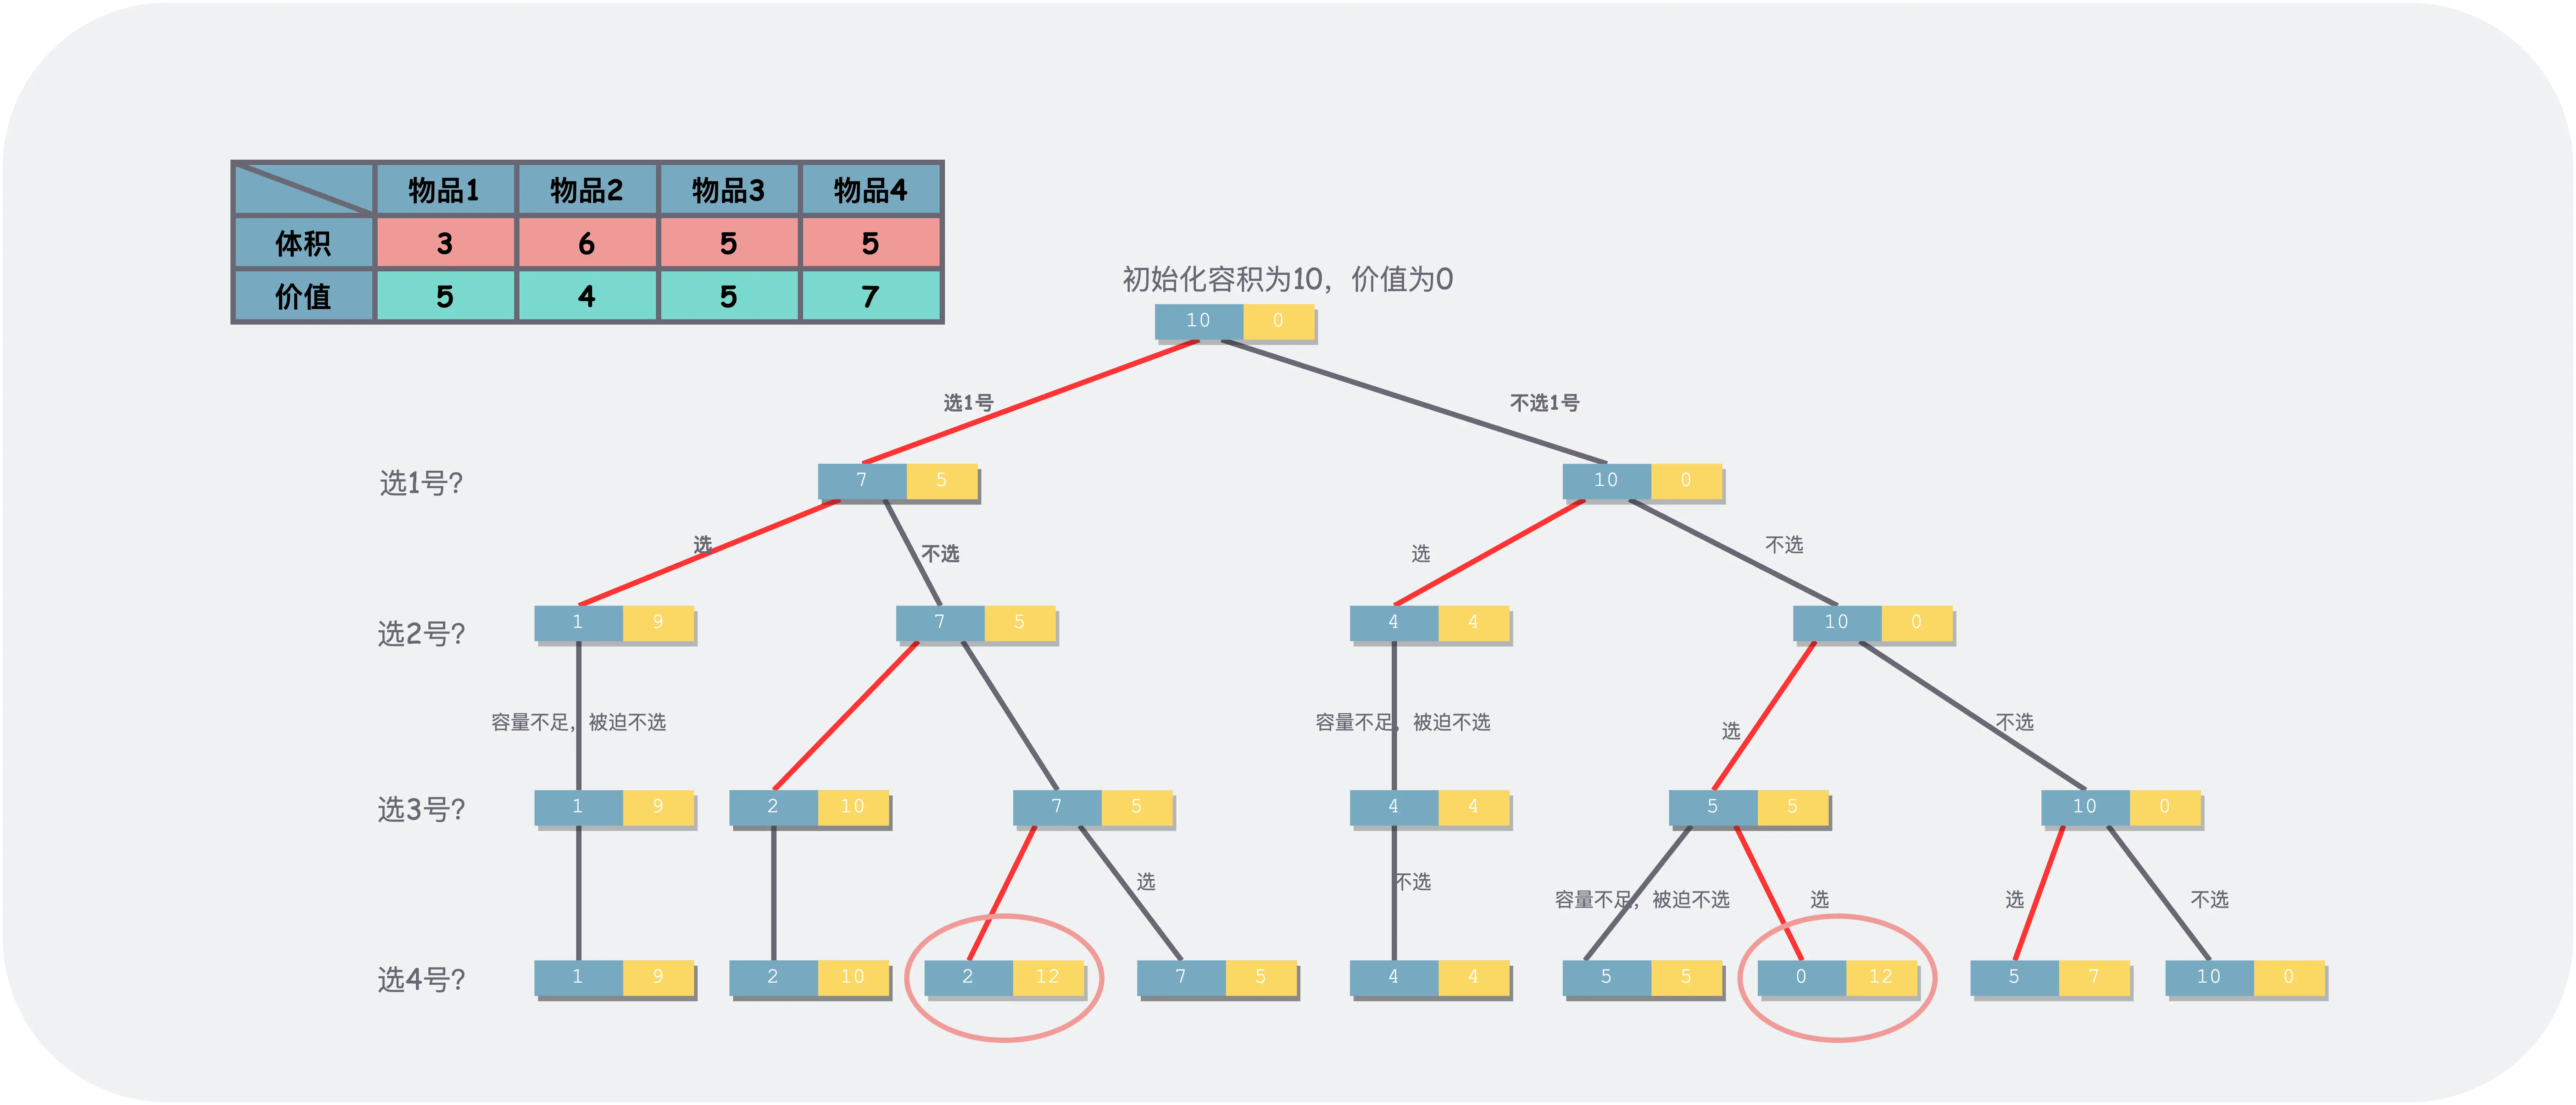 物品1 物品2 物品3 物品4
体积 3 6 5 5
价值 5 4 5 7
初始化容积为10，价值为0
10 0
选1号 不选1号
选1号？ 7 5 10 0
选 不选 选 不选
选2号？ 1 9 7 5 4 4 10 0
容量不足，被迫不选 容量不足，被迫不选 选 不选
选3号？ 1 9 2 10 7 5 4 4 5 5 10 0
选 不选 容量不足，被迫不选 选 选 不选
选4号？ 1 9 2 10 2 12 7 5 4 4 5 5 0 12 5 7 10 0